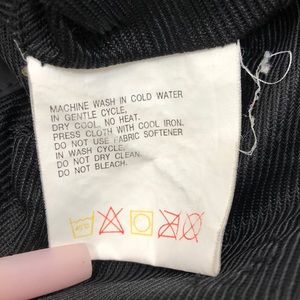 MACHINE WASH IN COLD WATER
IN GENTLE CYCLE,
DRY COOL. NO HEAT.
PRESS CLOTH WITH COOL IRON.
DO NOT USE FABRIC SOFTENER
IN WASH CYCLE.
DO NOT DRY CLEAN.
DO NOT BLEACH.